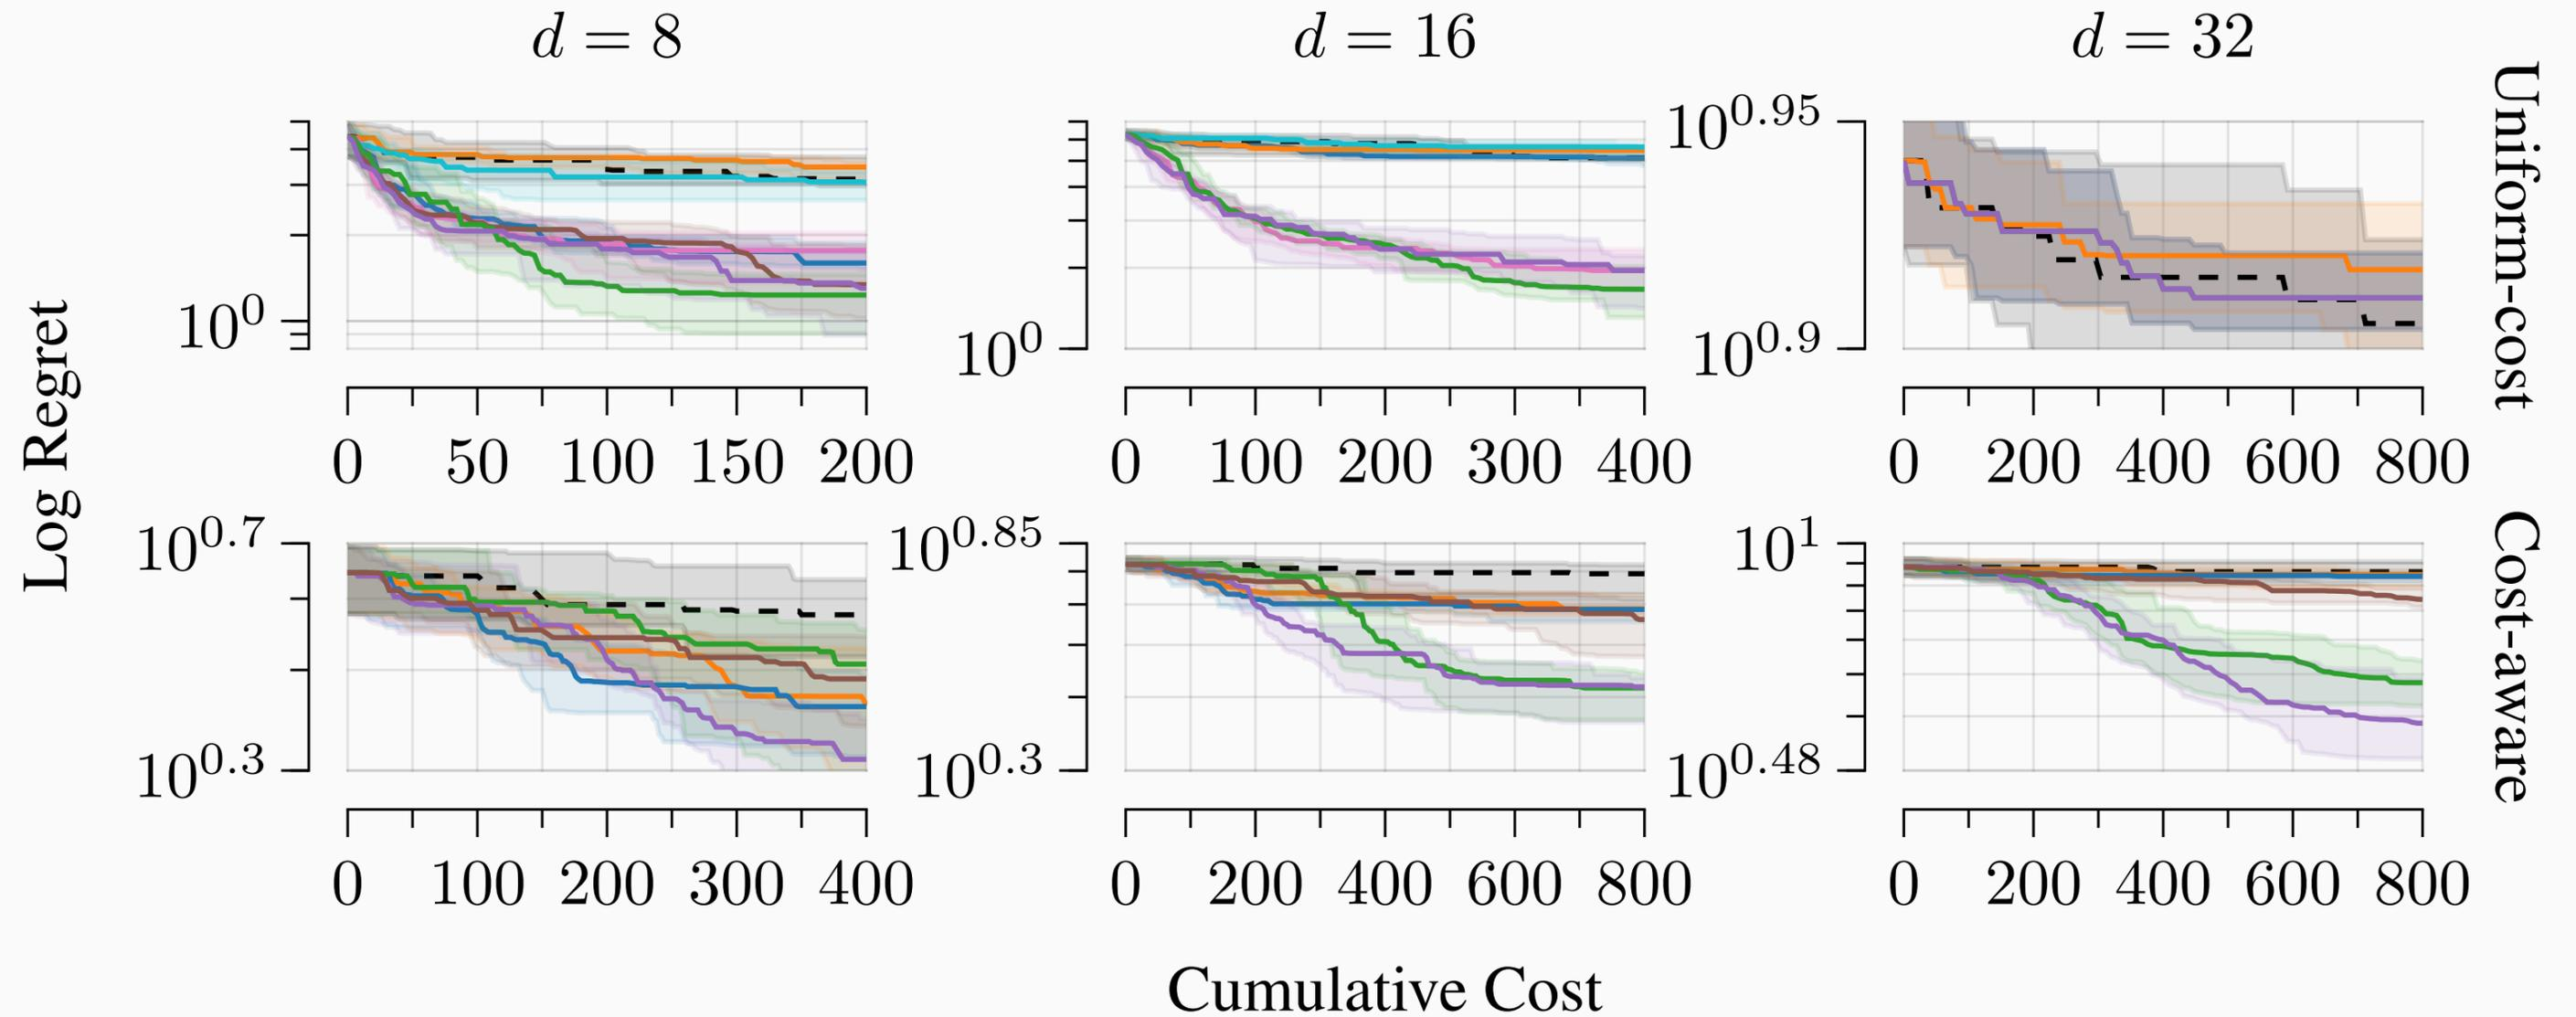 d = 8
d = 16
d = 32
Log Regret
10^0
0 50 100 150 200
10^0
0 100 200 300 400
10^0.95
10^0.9
0 200 400 600 800
Uniform-cost
10^0.7
10^0.3
0 100 200 300 400
10^0.85
10^0.3
0 200 400 600 800
10^1
10^0.48
0 200 400 600 800
Cost-aware
Cumulative Cost